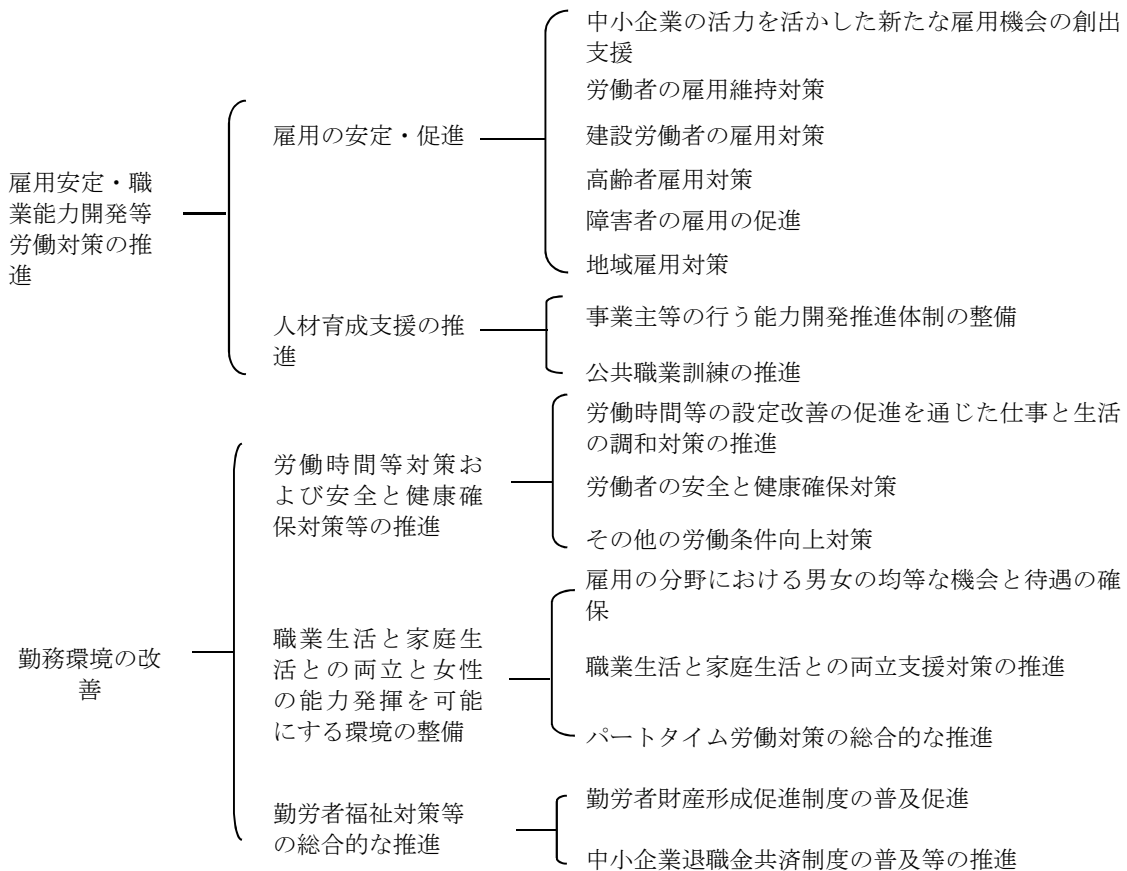 雇用安定・職
業能力開発等
労働対策の推
進
雇用の安定・促進
中小企業の活力を活かした新たな雇用機会の創出
支援
労働者の雇用維持対策
建設労働者の雇用対策
高齢者雇用対策
障害者の雇用の促進
地域雇用対策
人材育成支援の推
進
事業主等の行う能力開発推進体制の整備
公共職業訓練の推進
勤務環境の改
善
労働時間等対策お
よび安全と健康確
保対策等の推進
労働時間等の設定改善の促進を通じた仕事と生活
の調和対策の推進
労働者の安全と健康確保対策
その他の労働条件向上対策
職業生活と家庭生
活との両立と女性
の能力発揮を可能
にする環境の整備
雇用の分野における男女の均等な機会と待遇の確
保
職業生活と家庭生活との両立支援対策の推進
パートタイム労働対策の総合的な推進
勤労者福祉対策等
の総合的な推進
勤労者財産形成促進制度の普及促進
中小企業退職金共済制度の普及等の推進